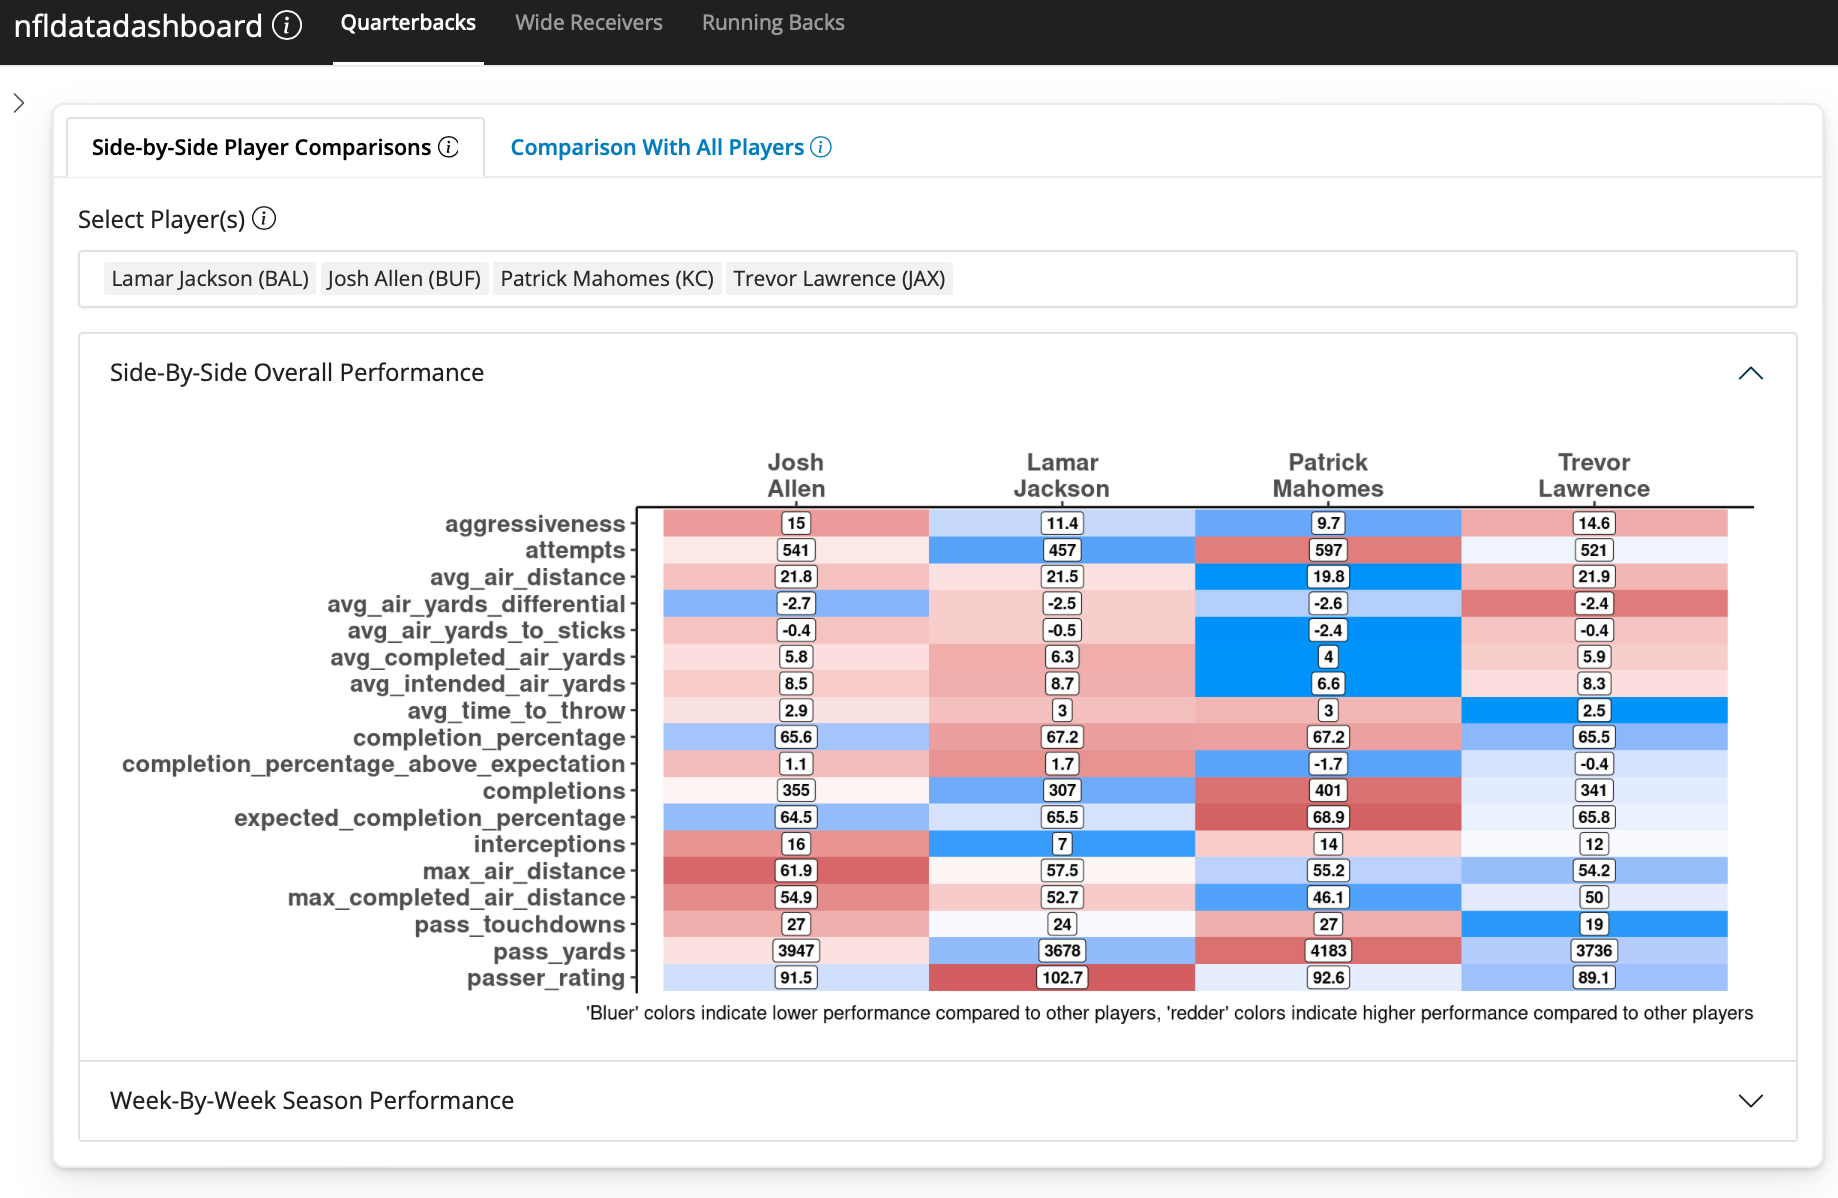 nfldatadashboard Quarterbacks Wide Receivers Running Backs
Side-by-Side Player Comparisons Comparison With All Players
Select Player(s)
Lamar Jackson (BAL) Josh Allen (BUF) Patrick Mahomes (KC) Trevor Lawrence (JAX)
Side-By-Side Overall Performance
Josh Allen Lamar Jackson Patrick Mahomes Trevor Lawrence
aggressiveness 15 11.4 9.7 14.6
attempts 541 457 597 521
avg_air_distance 21.8 21.5 19.8 21.9
avg_air_yards_differential -2.7 -2.5 -2.6 -2.4
avg_air_yards_to_sticks -0.4 -0.5 -2.4 -0.4
avg_completed_air_yards 5.8 6.3 4 5.9
avg_intended_air_yards 8.5 8.7 6.6 8.3
avg_time_to_throw 2.9 3 3 2.5
completion_percentage 65.6 67.2 67.2 65.5
completion_percentage_above_expectation 1.1 1.7 -1.7 -0.4
completions 355 307 401 341
expected_completion_percentage 64.5 65.5 68.9 65.8
interceptions 16 7 14 12
max_air_distance 61.9 57.5 55.2 54.2
max_completed_air_distance 54.9 52.7 46.1 50
pass_touchdowns 27 24 27 19
pass_yards 3947 3678 4183 3736
passer_rating 91.5 102.7 92.6 89.1
'Bluer' colors indicate lower performance compared to other players, 'redder' colors indicate higher performance compared to other players
Week-By-Week Season Performance